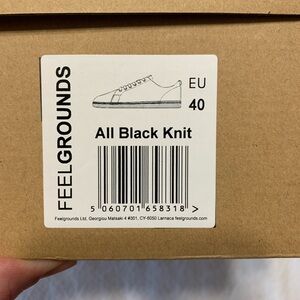 FEELGROUNDS
EU
40
All Black Knit
5 060701 658318 >
Feelgrounds Ltd. Georgiou Matsaki 4 #301, CY-6050 Larnaca feelgrounds.com